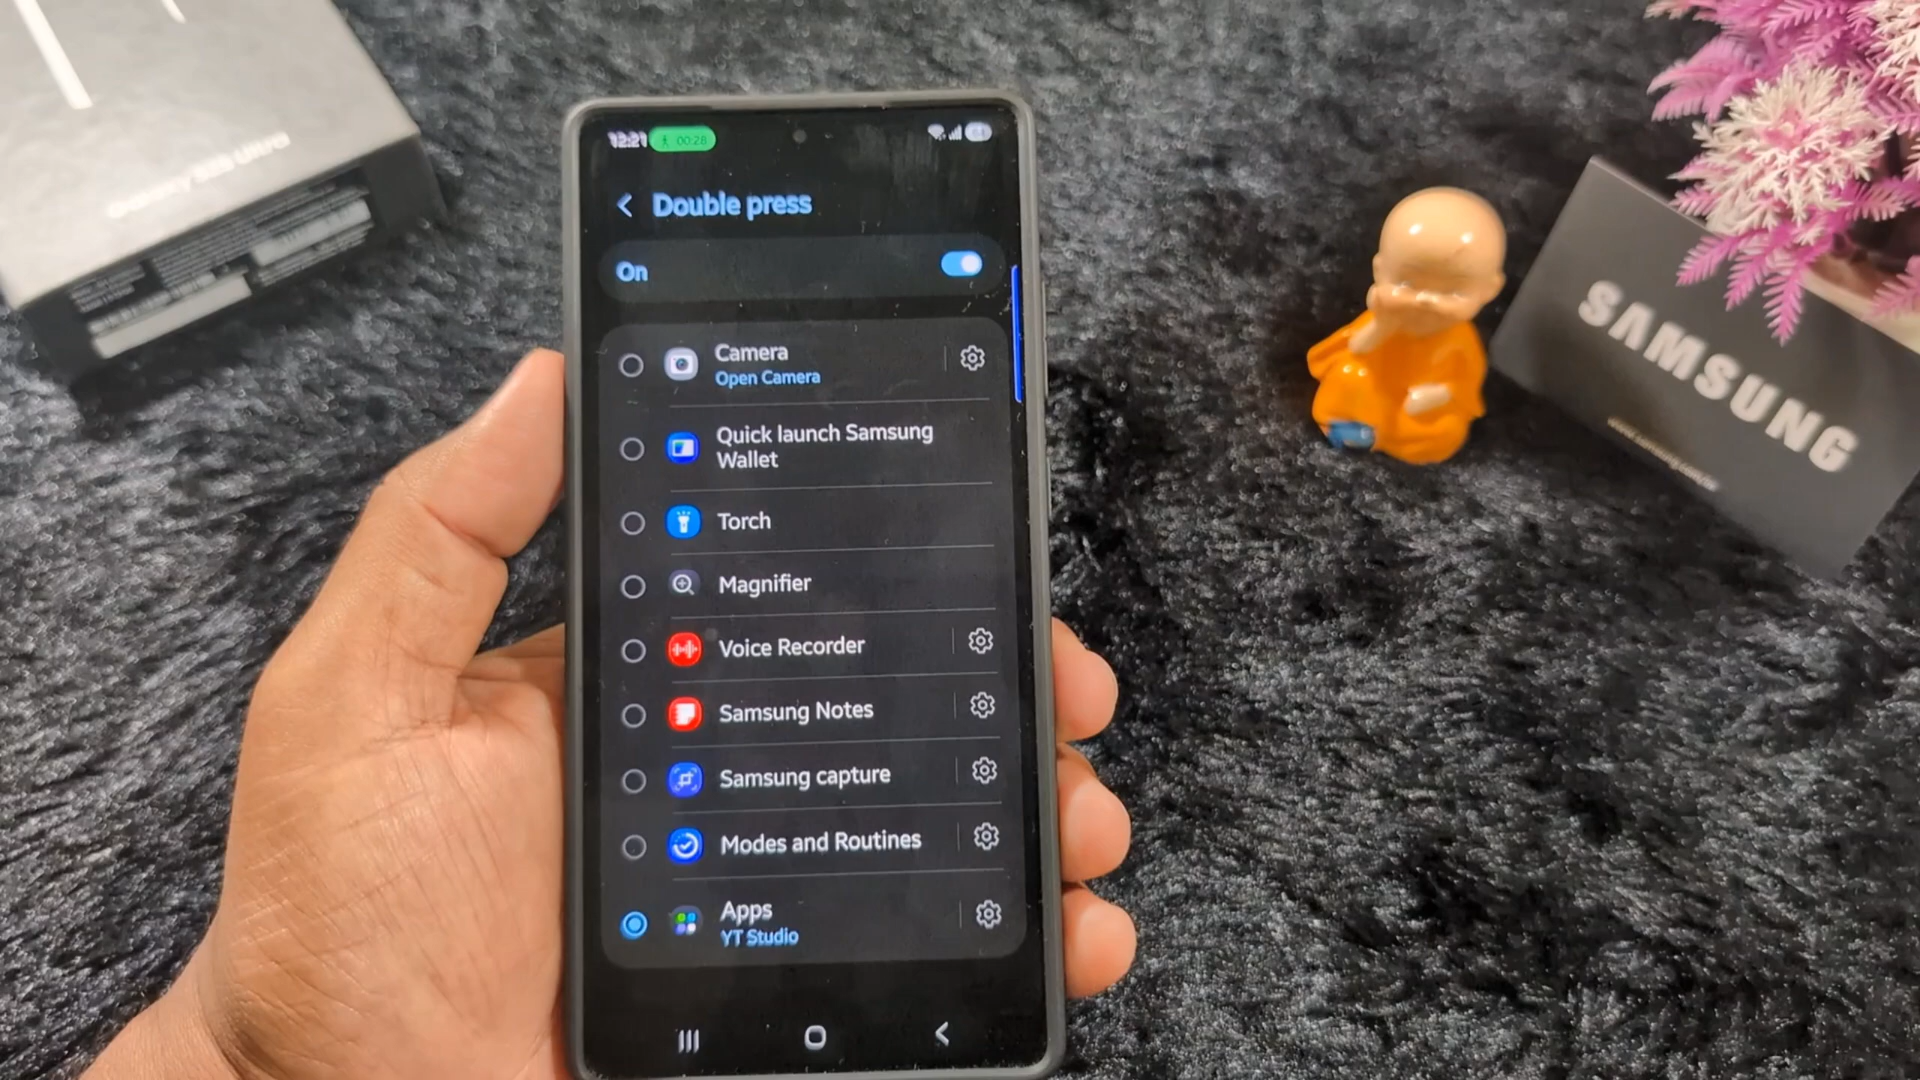 12:21
00:28
Double press
On
Camera
Open Camera
Quick launch Samsung
Wallet
Torch
Magnifier
Voice Recorder
Samsung Notes
Samsung capture
Modes and Routines
Apps
YT Studio
SAMSUNG